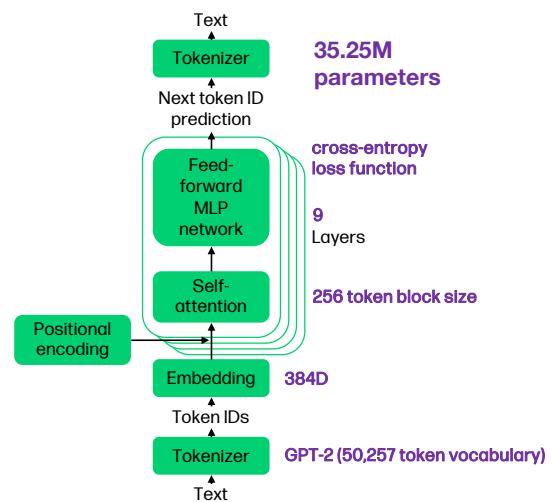 Text
Tokenizer
35.25M
parameters
Next token ID
prediction
cross-entropy
loss function
Feed-
forward
MLP
network
9
Layers
Self-
attention
256 token block size
Positional
encoding
Embedding
384D
Token IDs
Tokenizer
GPT-2 (50,257 token vocabulary)
Text